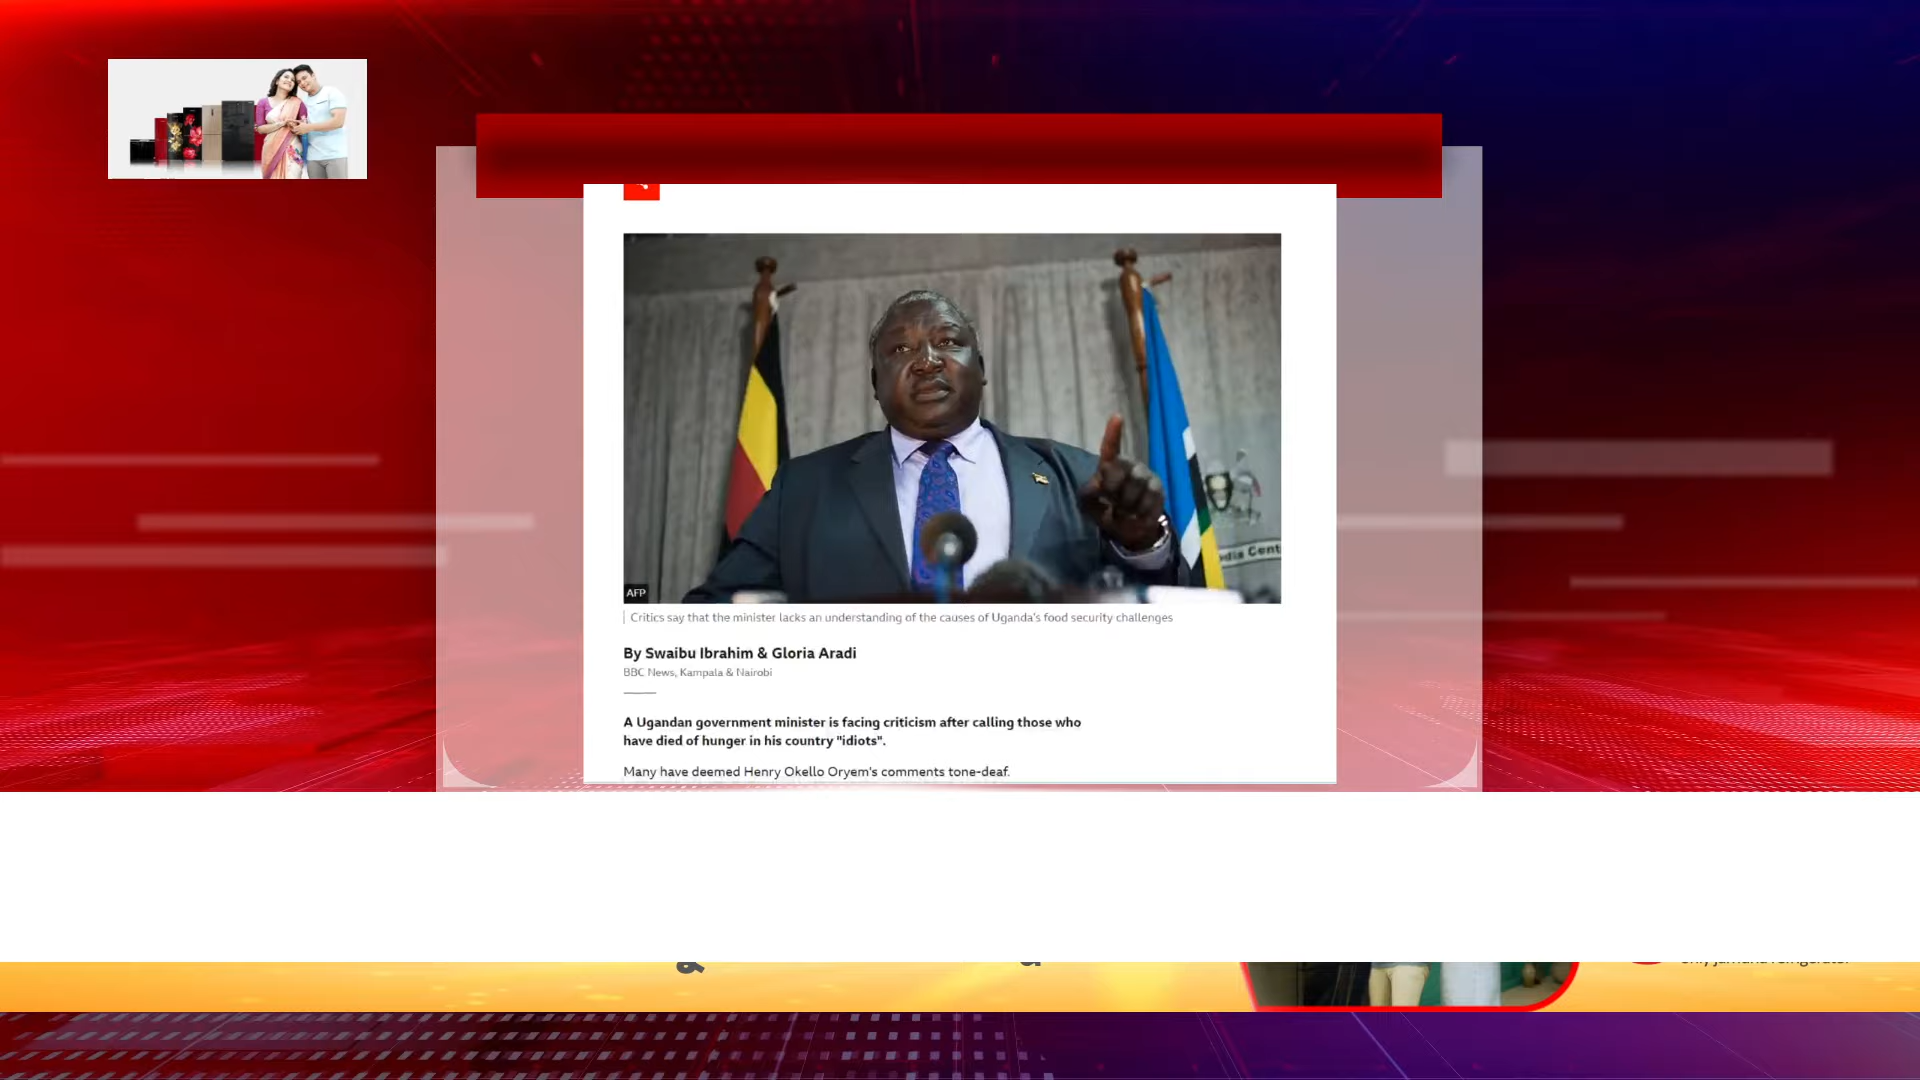 AFP
Critics say that the minister lacks an understanding of the causes of Uganda's food security challenges
By Swaibu Ibrahim & Gloria Aradi
BBC News, Kampala & Nairobi
A Ugandan government minister is facing criticism after calling those who
have died of hunger in his country "idiots".
Many have deemed Henry Okello Oryem's comments tone-deaf.